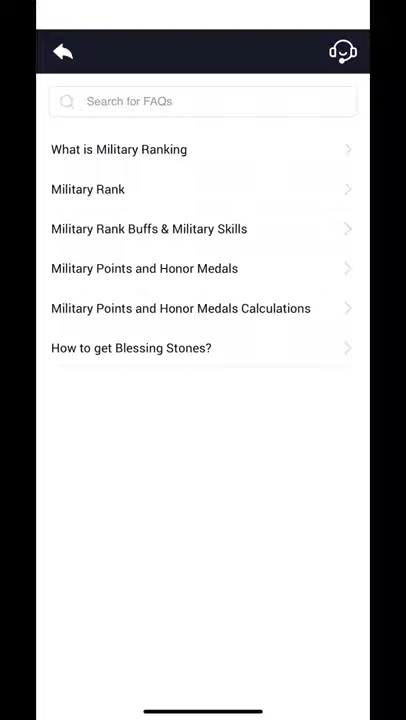 Search for FAQs
What is Military Ranking
Military Rank
Military Rank Buffs & Military Skills
Military Points and Honor Medals
Military Points and Honor Medals Calculations
How to get Blessing Stones?